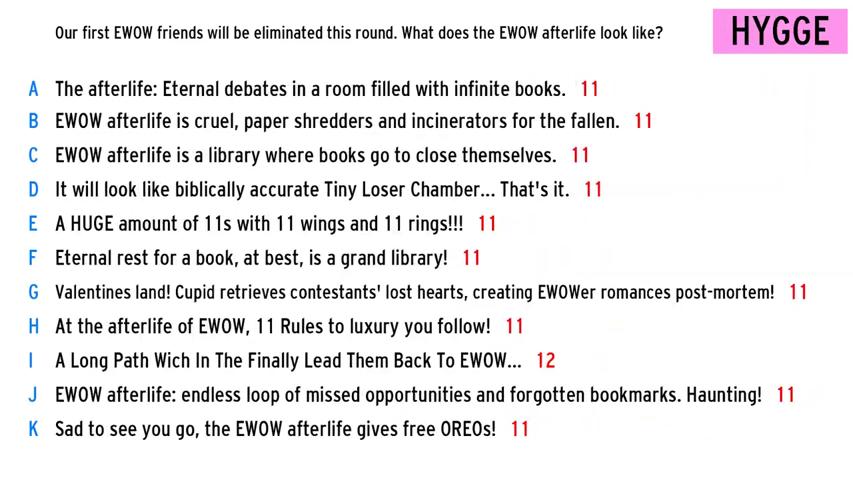 Our first EWOW friends will be eliminated this round. What does the EWOW afterlife look like?
HYGGE
A The afterlife: Eternal debates in a room filled with infinite books. 11
B EWOW afterlife is cruel, paper shredders and incinerators for the fallen. 11
C EWOW afterlife is a library where books go to close themselves. 11
D It will look like biblically accurate Tiny Loser Chamber... That's it. 11
E A HUGE amount of 11s with 11 wings and 11 rings!!! 11
F Eternal rest for a book, at best, is a grand library! 11
G Valentines land! Cupid retrieves contestants' lost hearts, creating EWOWer romances post-mortem! 11
H At the afterlife of EWOW, 11 Rules to luxury you follow! 11
I A Long Path Wich In The Finally Lead Them Back To EWOW... 12
J EWOW afterlife: endless loop of missed opportunities and forgotten bookmarks. Haunting! 11
K Sad to see you go, the EWOW afterlife gives free OREOs! 11